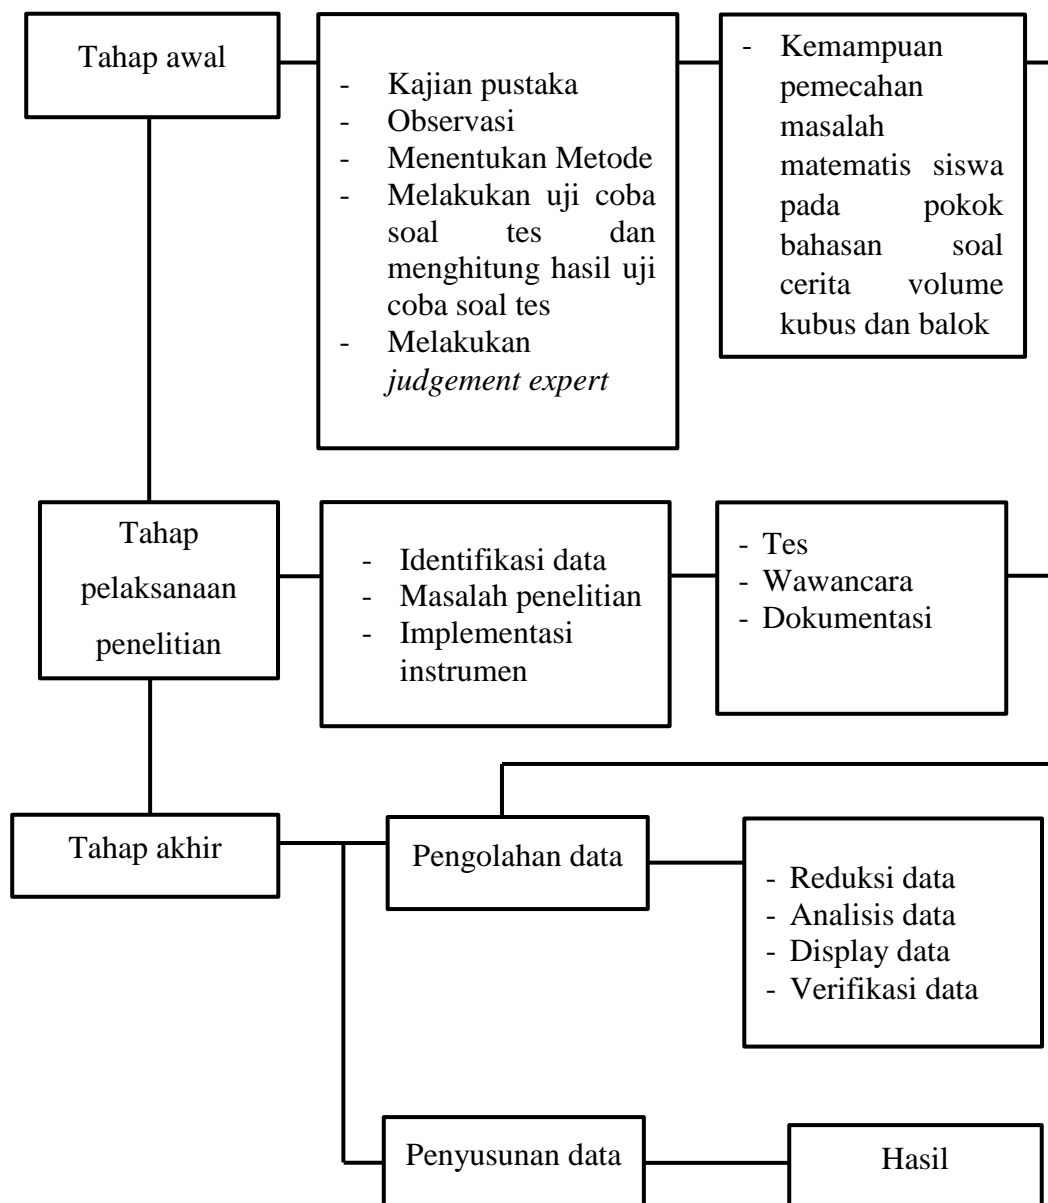 Tahap awal
- Kajian pustaka
- Observasi
- Menentukan Metode
- Melakukan uji coba
soal tes dan
menghitung hasil uji
coba soal tes
- Melakukan
judgement expert
- Kemampuan
pemecahan
masalah
matematis siswa
pada pokok
bahasan soal
cerita volume
kubus dan balok
Tahap
pelaksanaan
penelitian
- Identifikasi data
- Masalah penelitian
- Implementasi
instrumen
- Tes
- Wawancara
- Dokumentasi
Tahap akhir
Pengolahan data
- Reduksi data
- Analisis data
- Display data
- Verifikasi data
Penyusunan data
Hasil